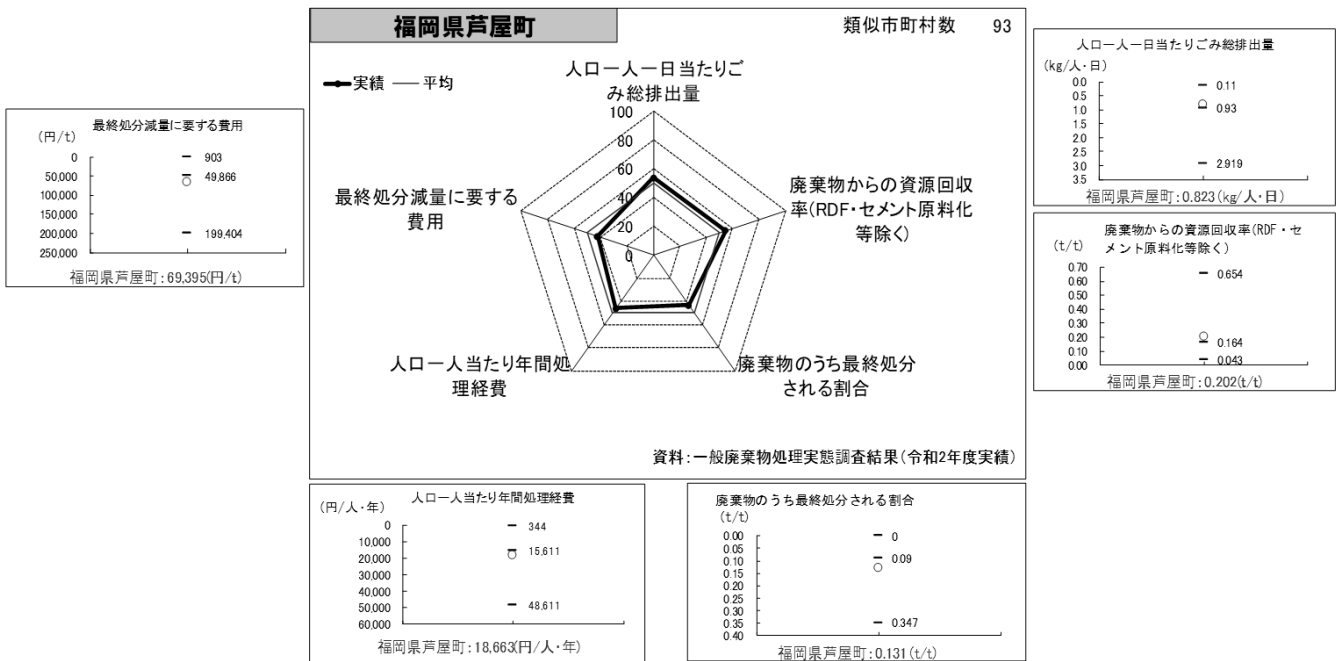 福岡県芦屋町
類似市町村数 93
実績 平均
人口一人一日当たりご
み総排出量
100
80
60
40
20
0
廃棄物からの資源回収
率(RDF・セメント原料化
等除く)
廃棄物のうち最終処分
される割合
人口一人当たり年間処
理経費
最終処分減量に要する
費用
資料:一般廃棄物処理実態調査結果(令和2年度実績)
最終処分減量に要する費用
(円/t)
0
50,000
100,000
150,000
200,000
250,000
903
49,866
199,404
福岡県芦屋町:69,395(円/t)
人口一人一日当たりごみ総排出量
(kg/人・日)
0.0
0.5
1.0
1.5
2.0
2.5
3.0
3.5
0.11
0.93
2.919
福岡県芦屋町:0.823(kg/人・日)
廃棄物からの資源回収率(RDF・セ
メント原料化等除く)
(t/t)
0.70
0.60
0.50
0.40
0.30
0.20
0.10
0.00
0.654
0.164
0.043
福岡県芦屋町:0.202(t/t)
人口一人当たり年間処理経費
(円/人・年)
0
10,000
20,000
30,000
40,000
50,000
60,000
344
15,611
48,611
福岡県芦屋町:18,663(円/人・年)
廃棄物のうち最終処分される割合
(t/t)
0.00
0.05
0.10
0.15
0.20
0.25
0.30
0.35
0.40
0
0.09
0.347
福岡県芦屋町:0.131(t/t)